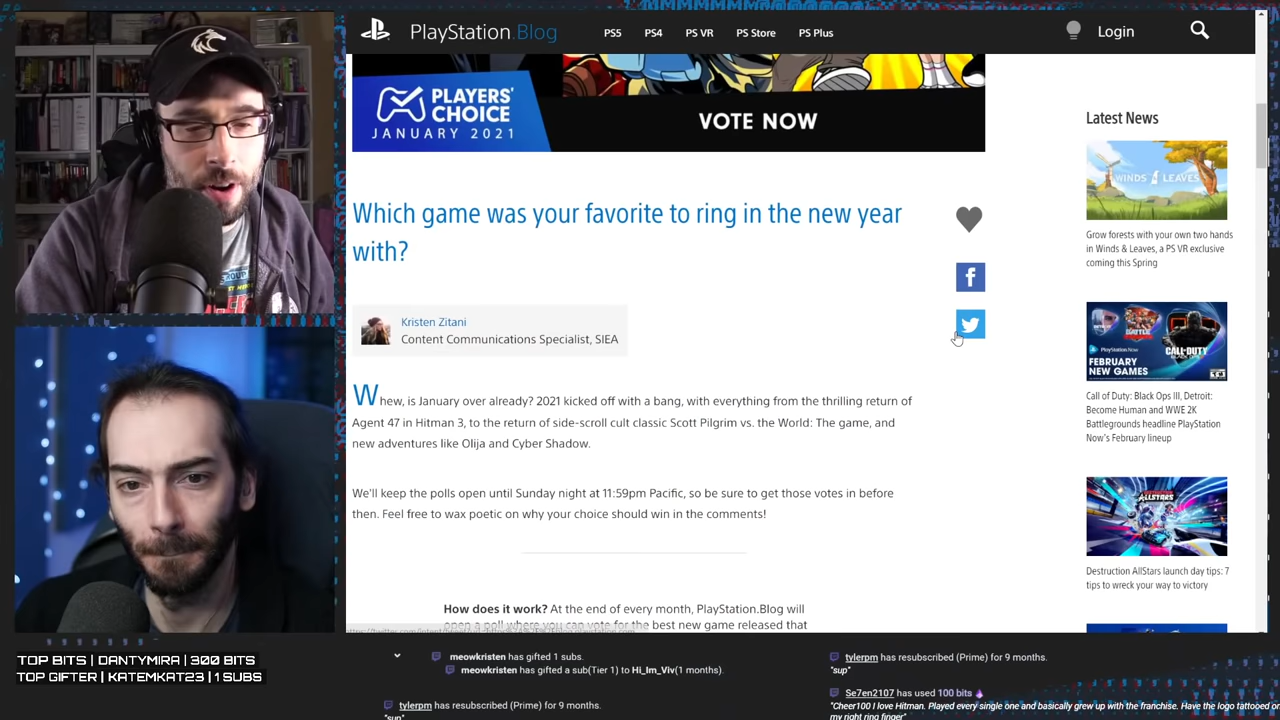 PlayStation.Blog
PS5
PS4
PS VR
PS Store
PS Plus
Login
PLAYERS'
CHOICE
JANUARY 2021
VOTE NOW
Which game was your favorite to ring in the new year
with?
Kristen Zitani
Content Communications Specialist, SIEA
Whew, is January over already? 2021 kicked off with a bang, with everything from the thrilling return of
Agent 47 in Hitman 3, to the return of side-scroll cult classic Scott Pilgrim vs. the World: The game, and
new adventures like Olija and Cyber Shadow.
We'll keep the polls open until Sunday night at 11:59pm Pacific, so be sure to get those votes in before
then. Feel free to wax poetic on why your choice should win in the comments!
How does it work? At the end of every month, PlayStation.Blog will
open a poll where you can vote for the best new game released that
Latest News
WINDS & LEAVES
Grow forests with your own two hands
in Winds & Leaves, a PS VR exclusive
coming this Spring
PlayStation Now
FEBRUARY
NEW GAMES
CALL OF DUTY
Call of Duty: Black Ops III, Detroit:
Become Human and WWE 2K
Battlegrounds headline PlayStation
Now's February lineup
DESTRUCTION
ALLSTARS
Destruction AllStars launch day tips: 7
tips to wreck your way to victory
TOP BITS | DANTYMIRA | 300 BITS
TOP GIFTER | KATEMKAT23 | 1 SUBS
meowkristen has gifted 1 subs.
meowkristen has gifted a sub(Tier 1) to Hi_Im_Viv(1 months).
tylerpm has resubscribed (Prime) for 9 months.
"sup"
tylerpm has resubscribed (Prime) for 9 months.
"sup"
Se7en2107 has used 100 bits
"Cheer100 I love Hitman. Played every single one and basically grew up with the franchise. Have the logo tattooed on
my right ring finger"